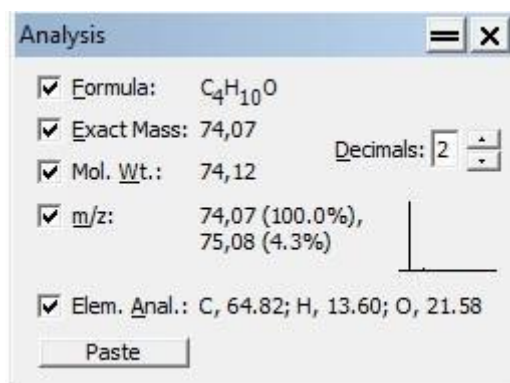 Analysis
Formula: C4H10O
Exact Mass: 74,07
Decimals: 2
Mol. Wt.: 74,12
m/z: 74,07 (100.0%),
75,08 (4.3%)
Elem. Anal.: C, 64.82; H, 13.60; O, 21.58
Paste